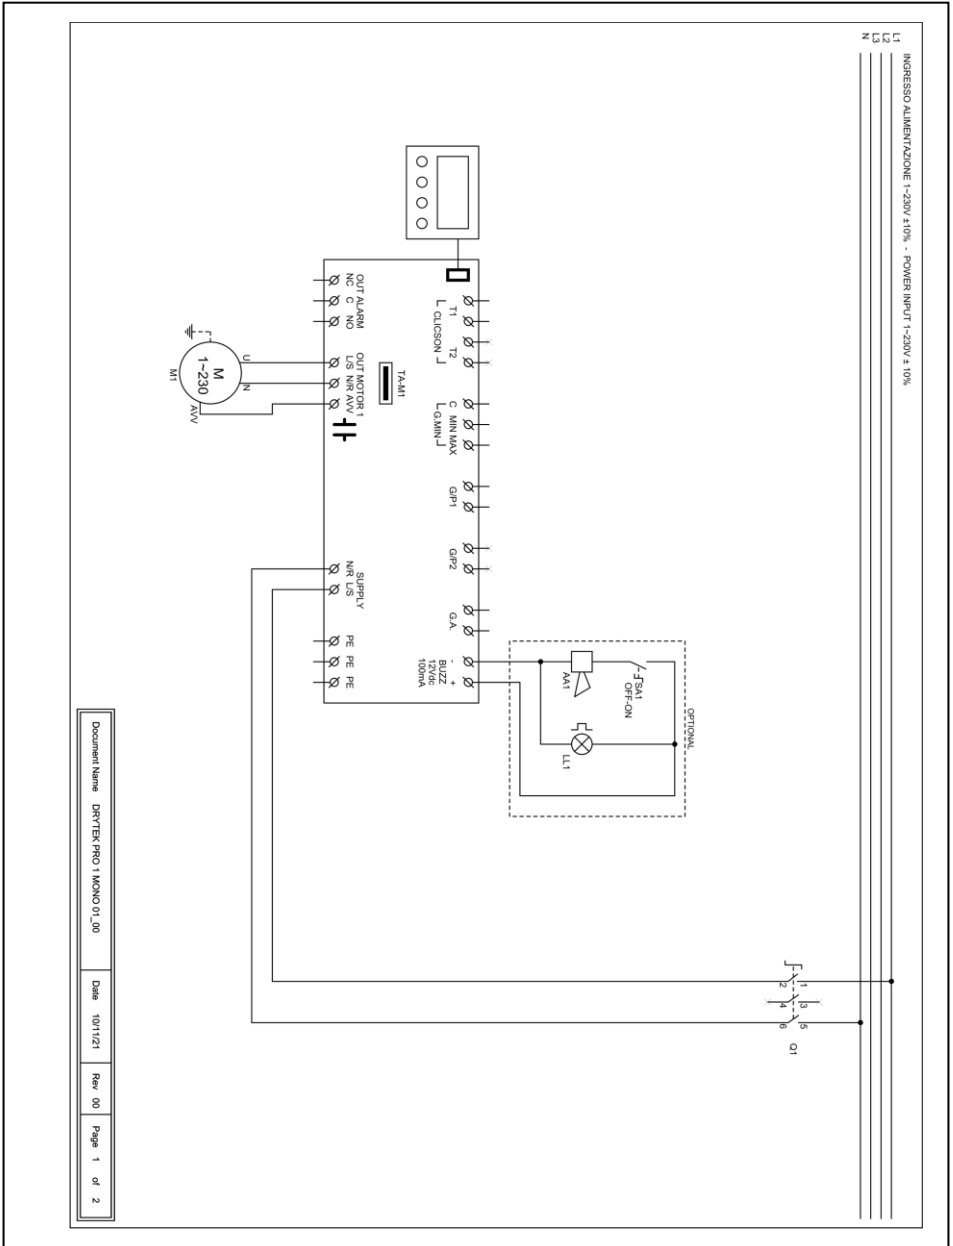 INGRESSO ALIMENTAZIONE 1~230V ±10%  -  POWER INPUT 1~230V ± 10%
L1
L2
L3
N
OPTIONAL
SA1
OFF-ON
AA1
LL1
1
3
5
2
4
6
Q1
T1
T2
C
MIN
MAX
G/P1
G/P2
G.A.
-
+
CLICSON
G.MIN
BUZZ
12Vdc
100mA
TA-M1
OUT ALARM
NC
C
NO
OUT MOTOR 1
L/S
N/R
AVV
SUPPLY
N/R
L/S
PE
PE
PE
U
N
AVV
M
1~230
M1
Document Name DRYTEK PRO 1 MONO 01_00
Date 10/11/21
Rev 00
Page 1 of 2